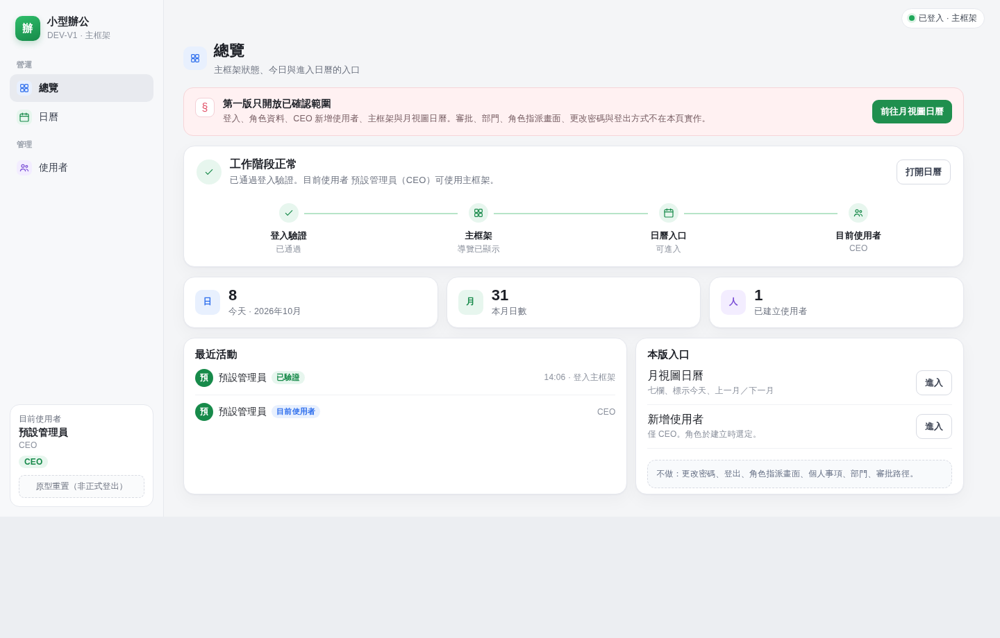 辦
小型辦公
DEV-V1 · 主框架
營運
總覽
日曆
管理
使用者
目前使用者
預設管理員
CEO
CEO
原型重置（非正式登出）
已登入 · 主框架
總覽
主框架狀態、今日與進入日曆的入口
§
第一版只開放已確認範圍
登入、角色資料、CEO 新增使用者、主框架與月視圖日曆。審批、部門、角色指派畫面、更改密碼與登出方式不在本頁實作。
前往月視圖日曆
工作階段正常
已通過登入驗證。目前使用者 預設管理員（CEO）可使用主框架。
打開日曆
登入驗證
已通過
主框架
導覽已顯示
日曆入口
可進入
目前使用者
CEO
日
8
今天 · 2026年10月
月
31
本月日數
人
1
已建立使用者
最近活動
預 預設管理員 已驗證 14:06 · 登入主框架
預 預設管理員 目前使用者 CEO
本版入口
月視圖日曆
七欄、標示今天、上一月／下一月
進入
新增使用者
僅 CEO。角色於建立時選定。
進入
不做：更改密碼、登出、角色指派畫面、個人事項、部門、審批路徑。